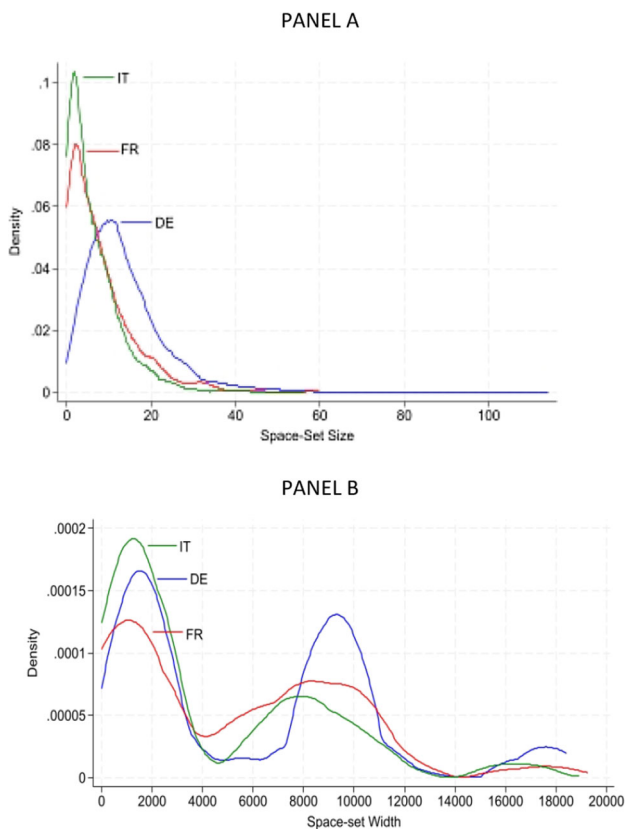 PANEL A
.1
IT
.08
FR
.06
DE
Density
.04
.02
0
0 20 40 60 80 100
Space-Set Size
PANEL B
.0002
IT
DE
.00015
FR
.0001
Density
.00005
0
0 2000 4000 6000 8000 10000 12000 14000 16000 18000 20000
Space-set Width